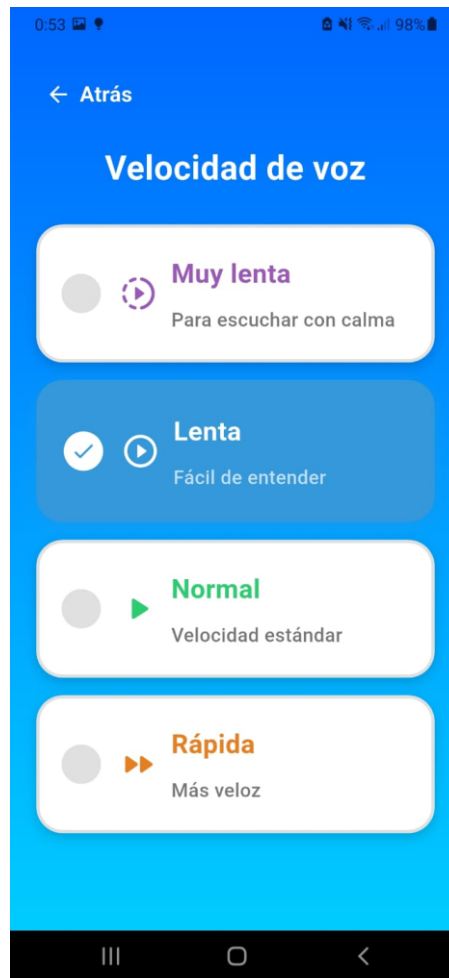 0:53 98%
← Atrás
Velocidad de voz
Muy lenta
Para escuchar con calma
Lenta
Fácil de entender
Normal
Velocidad estándar
Rápida
Más veloz